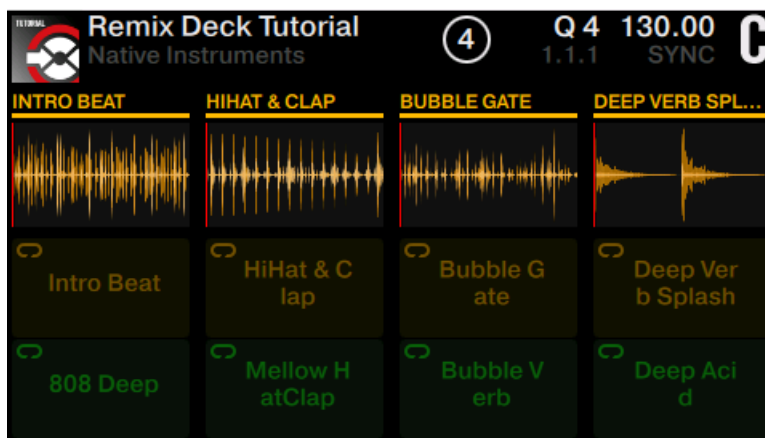 TUTORIAL
Remix Deck Tutorial
Native Instruments
4
Q 4 130.00
1.1.1 SYNC
C
INTRO BEAT HIHAT & CLAP BUBBLE GATE DEEP VERB SPL...
Intro Beat
HiHat & C
lap
Bubble G
ate
Deep Ver
b Splash
808 Deep
Mellow H
atClap
Bubble V
erb
Deep Aci
d